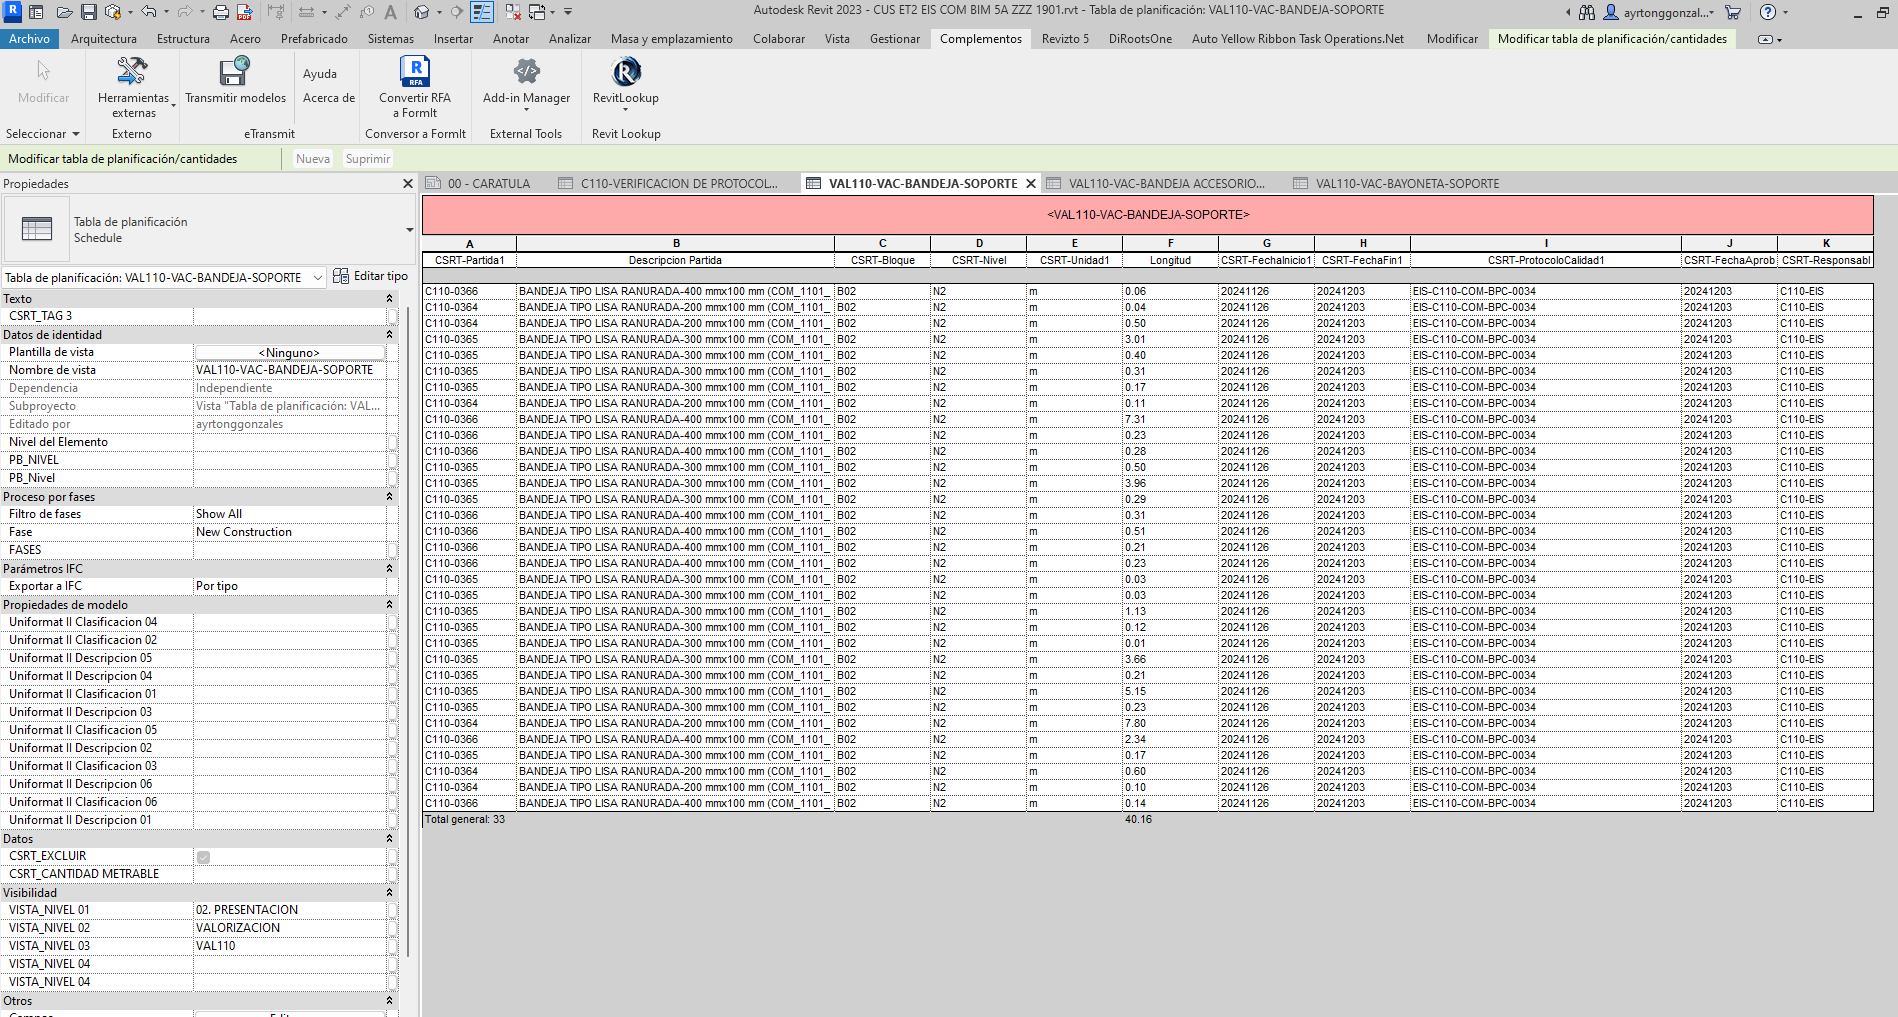 Autodesk Revit 2023 - CUS ET2 EIS COM BIM 5A ZZZ 1901.rvt - Tabla de planificación: VAL110-VAC-BANDEJA-SOPORTE
ayrtonggonzal...
Archivo Arquitectura Estructura Acero Prefabricado Sistemas Insertar Anotar Analizar Masa y emplazamiento Colaborar Vista Gestionar Complementos Revizto 5 DiRootsOne Auto Yellow Ribbon Task Operations.Net Modificar Modificar tabla de planificación/cantidades
Modificar
Herramientas externas
Transmitir modelos
Ayuda
Acerca de
Convertir RFA a FormIt
Add-in Manager
RevitLookup
Seleccionar Externo eTransmit Conversor a FormIt External Tools Revit Lookup
Modificar tabla de planificación/cantidades Nueva Suprimir
Propiedades
Tabla de planificación
Schedule
Tabla de planificación: VAL110-VAC-BANDEJA-SOPORTE Editar tipo
Texto
CSRT_TAG 3
Datos de identidad
Plantilla de vista <Ninguno>
Nombre de vista VAL110-VAC-BANDEJA-SOPORTE
Dependencia Independiente
Subproyecto Vista "Tabla de planificación: VAL...
Editado por ayrtonggonzales
Nivel del Elemento
PB_NIVEL
PB_Nivel
Proceso por fases
Filtro de fases Show All
Fase New Construction
FASES
Parámetros IFC
Exportar a IFC Por tipo
Propiedades de modelo
Uniformat II Clasificacion 04
Uniformat II Clasificacion 02
Uniformat II Descripcion 05
Uniformat II Descripcion 04
Uniformat II Clasificacion 01
Uniformat II Descripcion 03
Uniformat II Clasificacion 05
Uniformat II Descripcion 02
Uniformat II Clasificacion 03
Uniformat II Descripcion 06
Uniformat II Clasificacion 06
Uniformat II Descripcion 01
Datos
CSRT_EXCLUIR
CSRT_CANTIDAD METRABLE
Visibilidad
VISTA_NIVEL 01 02. PRESENTACION
VISTA_NIVEL 02 VALORIZACION
VISTA_NIVEL 03 VAL110
VISTA_NIVEL 04
VISTA_NIVEL 04
Otros
00 - CARATULA C110-VERIFICACION DE PROTOCOL... VAL110-VAC-BANDEJA-SOPORTE VAL110-VAC-BANDEJA ACCESORIO... VAL110-VAC-BAYONETA-SOPORTE
<VAL110-VAC-BANDEJA-SOPORTE>
A B C D E F G H I J K
CSRT-Partida1 Descripcion Partida CSRT-Bloque CSRT-Nivel CSRT-Unidad1 Longitud CSRT-FechaInicio1 CSRT-FechaFin1 CSRT-ProtocoloCalidad1 CSRT-FechaAprob CSRT-Responsabl
C110-0366 BANDEJA TIPO LISA RANURADA-400 mmx100 mm (COM_1101_ B02 N2 m 0.06 20241126 20241203 EIS-C110-COM-BPC-0034 20241203 C110-EIS
C110-0364 BANDEJA TIPO LISA RANURADA-200 mmx100 mm (COM_1101_ B02 N2 m 0.04 20241126 20241203 EIS-C110-COM-BPC-0034 20241203 C110-EIS
C110-0364 BANDEJA TIPO LISA RANURADA-200 mmx100 mm (COM_1101_ B02 N2 m 0.50 20241126 20241203 EIS-C110-COM-BPC-0034 20241203 C110-EIS
C110-0365 BANDEJA TIPO LISA RANURADA-300 mmx100 mm (COM_1101_ B02 N2 m 3.01 20241126 20241203 EIS-C110-COM-BPC-0034 20241203 C110-EIS
C110-0365 BANDEJA TIPO LISA RANURADA-300 mmx100 mm (COM_1101_ B02 N2 m 0.40 20241126 20241203 EIS-C110-COM-BPC-0034 20241203 C110-EIS
C110-0365 BANDEJA TIPO LISA RANURADA-300 mmx100 mm (COM_1101_ B02 N2 m 0.31 20241126 20241203 EIS-C110-COM-BPC-0034 20241203 C110-EIS
C110-0365 BANDEJA TIPO LISA RANURADA-300 mmx100 mm (COM_1101_ B02 N2 m 0.17 20241126 20241203 EIS-C110-COM-BPC-0034 20241203 C110-EIS
C110-0364 BANDEJA TIPO LISA RANURADA-200 mmx100 mm (COM_1101_ B02 N2 m 0.11 20241126 20241203 EIS-C110-COM-BPC-0034 20241203 C110-EIS
C110-0366 BANDEJA TIPO LISA RANURADA-400 mmx100 mm (COM_1101_ B02 N2 m 7.31 20241126 20241203 EIS-C110-COM-BPC-0034 20241203 C110-EIS
C110-0366 BANDEJA TIPO LISA RANURADA-400 mmx100 mm (COM_1101_ B02 N2 m 0.23 20241126 20241203 EIS-C110-COM-BPC-0034 20241203 C110-EIS
C110-0366 BANDEJA TIPO LISA RANURADA-400 mmx100 mm (COM_1101_ B02 N2 m 0.28 20241126 20241203 EIS-C110-COM-BPC-0034 20241203 C110-EIS
C110-0365 BANDEJA TIPO LISA RANURADA-300 mmx100 mm (COM_1101_ B02 N2 m 0.50 20241126 20241203 EIS-C110-COM-BPC-0034 20241203 C110-EIS
C110-0365 BANDEJA TIPO LISA RANURADA-300 mmx100 mm (COM_1101_ B02 N2 m 3.96 20241126 20241203 EIS-C110-COM-BPC-0034 20241203 C110-EIS
C110-0365 BANDEJA TIPO LISA RANURADA-300 mmx100 mm (COM_1101_ B02 N2 m 0.29 20241126 20241203 EIS-C110-COM-BPC-0034 20241203 C110-EIS
C110-0366 BANDEJA TIPO LISA RANURADA-400 mmx100 mm (COM_1101_ B02 N2 m 0.31 20241126 20241203 EIS-C110-COM-BPC-0034 20241203 C110-EIS
C110-0366 BANDEJA TIPO LISA RANURADA-400 mmx100 mm (COM_1101_ B02 N2 m 0.51 20241126 20241203 EIS-C110-COM-BPC-0034 20241203 C110-EIS
C110-0366 BANDEJA TIPO LISA RANURADA-400 mmx100 mm (COM_1101_ B02 N2 m 0.21 20241126 20241203 EIS-C110-COM-BPC-0034 20241203 C110-EIS
C110-0366 BANDEJA TIPO LISA RANURADA-400 mmx100 mm (COM_1101_ B02 N2 m 0.23 20241126 20241203 EIS-C110-COM-BPC-0034 20241203 C110-EIS
C110-0365 BANDEJA TIPO LISA RANURADA-300 mmx100 mm (COM_1101_ B02 N2 m 0.03 20241126 20241203 EIS-C110-COM-BPC-0034 20241203 C110-EIS
C110-0365 BANDEJA TIPO LISA RANURADA-300 mmx100 mm (COM_1101_ B02 N2 m 0.03 20241126 20241203 EIS-C110-COM-BPC-0034 20241203 C110-EIS
C110-0365 BANDEJA TIPO LISA RANURADA-300 mmx100 mm (COM_1101_ B02 N2 m 1.13 20241126 20241203 EIS-C110-COM-BPC-0034 20241203 C110-EIS
C110-0365 BANDEJA TIPO LISA RANURADA-300 mmx100 mm (COM_1101_ B02 N2 m 0.12 20241126 20241203 EIS-C110-COM-BPC-0034 20241203 C110-EIS
C110-0365 BANDEJA TIPO LISA RANURADA-300 mmx100 mm (COM_1101_ B02 N2 m 0.01 20241126 20241203 EIS-C110-COM-BPC-0034 20241203 C110-EIS
C110-0365 BANDEJA TIPO LISA RANURADA-300 mmx100 mm (COM_1101_ B02 N2 m 3.66 20241126 20241203 EIS-C110-COM-BPC-0034 20241203 C110-EIS
C110-0365 BANDEJA TIPO LISA RANURADA-300 mmx100 mm (COM_1101_ B02 N2 m 0.21 20241126 20241203 EIS-C110-COM-BPC-0034 20241203 C110-EIS
C110-0365 BANDEJA TIPO LISA RANURADA-300 mmx100 mm (COM_1101_ B02 N2 m 5.15 20241126 20241203 EIS-C110-COM-BPC-0034 20241203 C110-EIS
C110-0365 BANDEJA TIPO LISA RANURADA-300 mmx100 mm (COM_1101_ B02 N2 m 0.23 20241126 20241203 EIS-C110-COM-BPC-0034 20241203 C110-EIS
C110-0364 BANDEJA TIPO LISA RANURADA-200 mmx100 mm (COM_1101_ B02 N2 m 7.80 20241126 20241203 EIS-C110-COM-BPC-0034 20241203 C110-EIS
C110-0366 BANDEJA TIPO LISA RANURADA-400 mmx100 mm (COM_1101_ B02 N2 m 2.34 20241126 20241203 EIS-C110-COM-BPC-0034 20241203 C110-EIS
C110-0365 BANDEJA TIPO LISA RANURADA-300 mmx100 mm (COM_1101_ B02 N2 m 0.17 20241126 20241203 EIS-C110-COM-BPC-0034 20241203 C110-EIS
C110-0364 BANDEJA TIPO LISA RANURADA-200 mmx100 mm (COM_1101_ B02 N2 m 0.60 20241126 20241203 EIS-C110-COM-BPC-0034 20241203 C110-EIS
C110-0364 BANDEJA TIPO LISA RANURADA-200 mmx100 mm (COM_1101_ B02 N2 m 0.10 20241126 20241203 EIS-C110-COM-BPC-0034 20241203 C110-EIS
C110-0366 BANDEJA TIPO LISA RANURADA-400 mmx100 mm (COM_1101_ B02 N2 m 0.14 20241126 20241203 EIS-C110-COM-BPC-0034 20241203 C110-EIS
Total general: 33 40.16